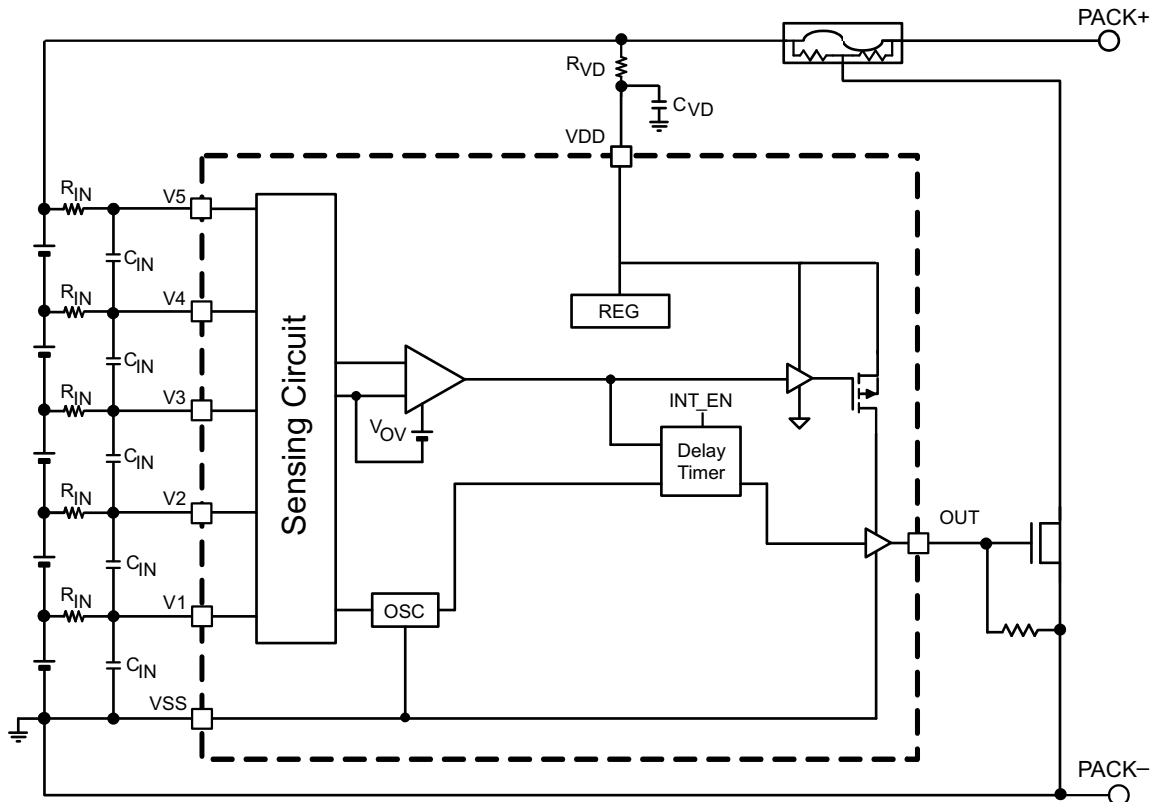 PACK+
RVD
CVD
VDD
RIN
V5
CIN
RIN
V4
REG
CIN
RIN
V3
Sensing Circuit
VOV
INT_EN
Delay
Timer
CIN
RIN
V2
OUT
CIN
RIN
V1
OSC
CIN
VSS
PACK–